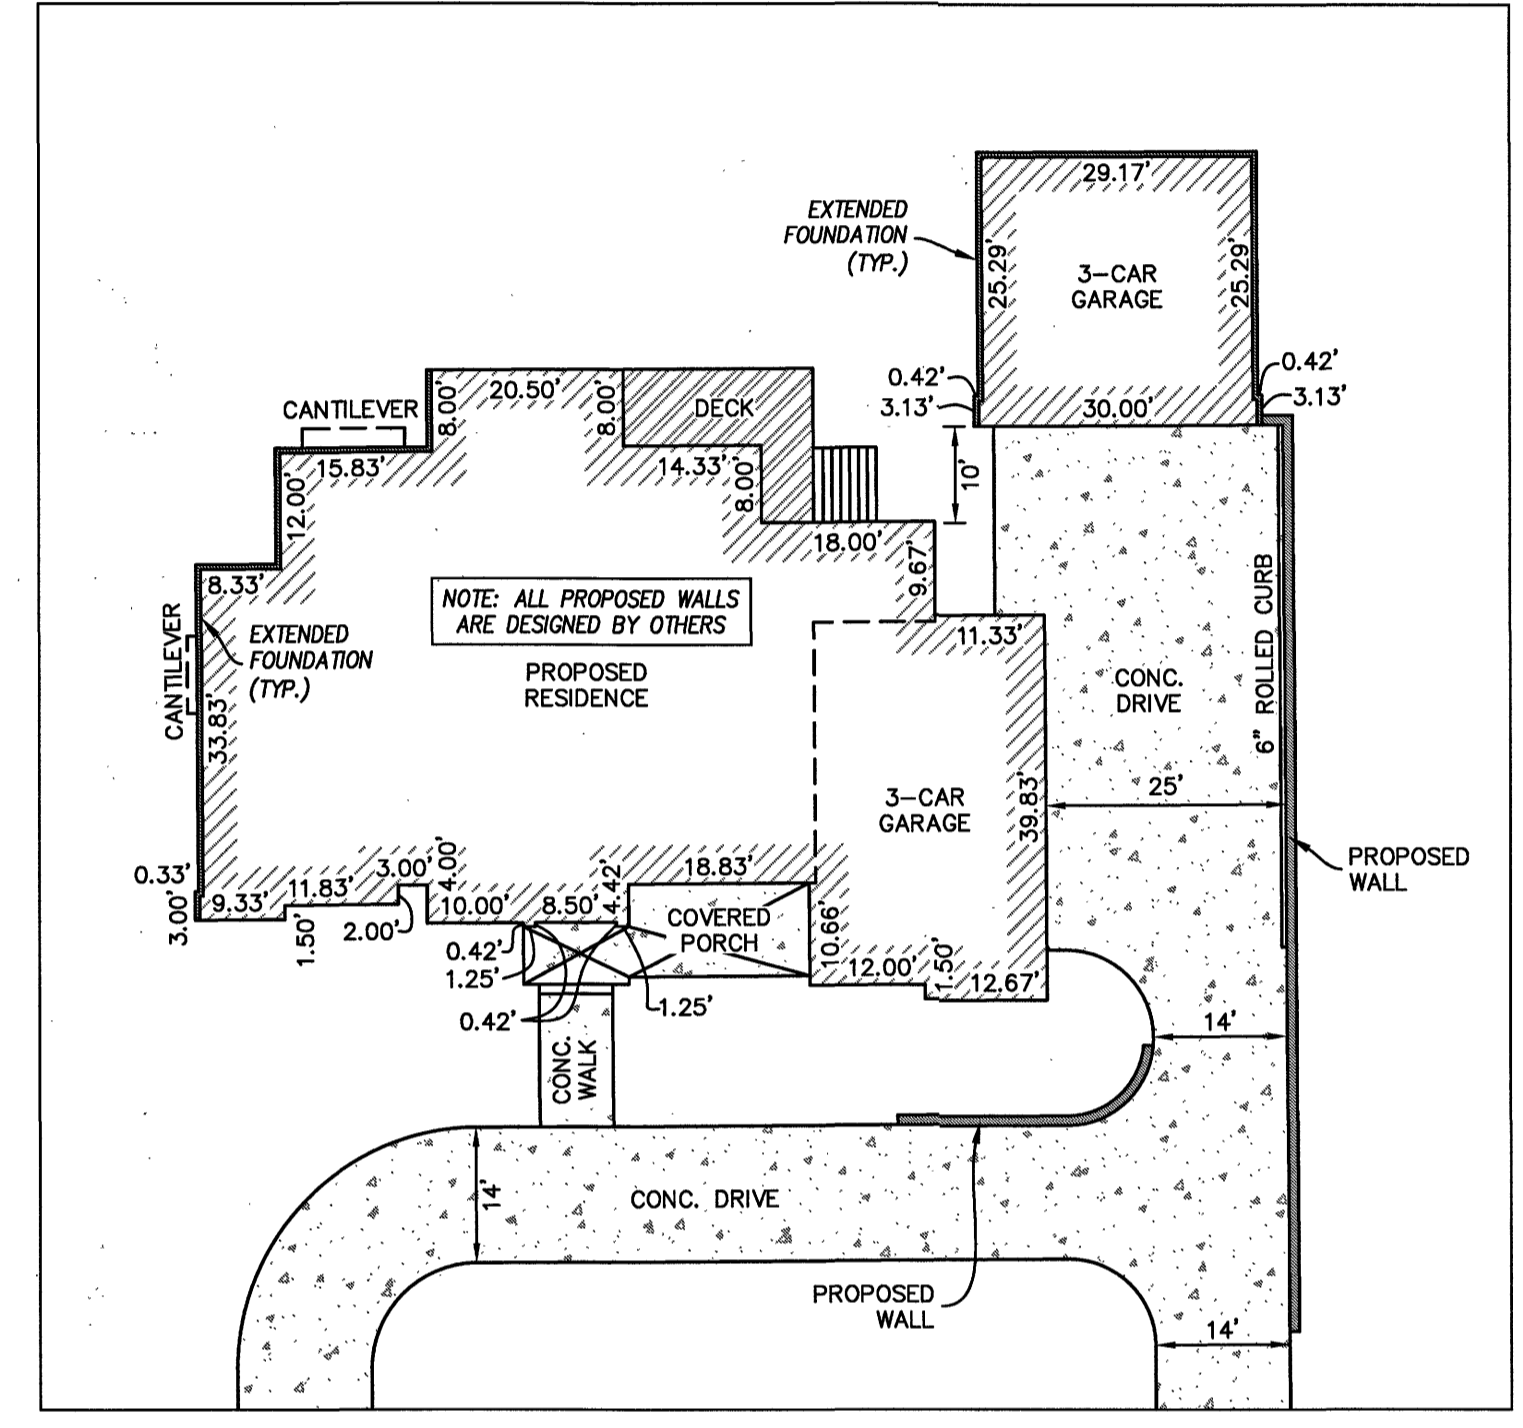 29.17'
EXTENDED
FOUNDATION
(TYP.)
25.29'
25.29'
3-CAR
GARAGE
0.42'
3.13'
0.42'
3.13'
30.00'
CANTILEVER
8.00'
20.50'
8.00'
DECK
15.83'
14.33'
8.00'
10'
12.00'
18.00'
9.67'
8.33'
NOTE: ALL PROPOSED WALLS
ARE DESIGNED BY OTHERS
11.33'
CANTILEVER
EXTENDED
FOUNDATION
(TYP.)
PROPOSED
RESIDENCE
CONC.
DRIVE
6" ROLLED CURB
33.83'
25'
3-CAR
GARAGE
39.83'
PROPOSED
WALL
0.33'
3.00'
9.33'
11.83'
1.50'
3.00'
2.00'
4.00'
10.00'
8.50'
4.42'
18.83'
COVERED
PORCH
10.66'
12.00'
1.50'
12.67'
0.42'
1.25'
0.42'
1.25'
CONC.
WALK
14'
14'
CONC. DRIVE
PROPOSED
WALL
14'